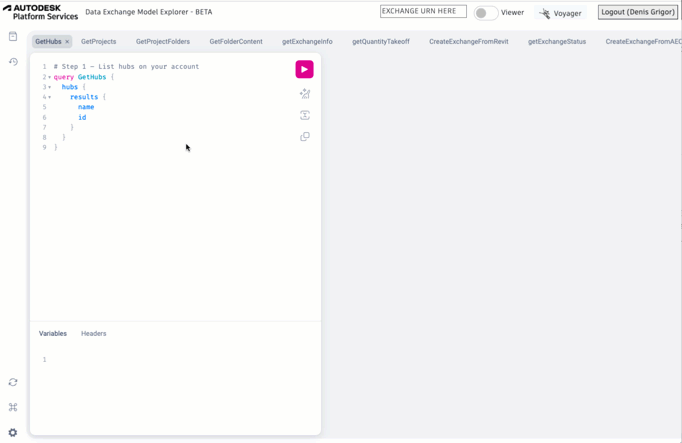 AUTODESK
Platform Services
Data Exchange Model Explorer - BETA
EXCHANGE URN HERE
Viewer
Voyager
Logout (Denis Grigor)
GetHubs ×
GetProjects
GetProjectFolders
GetFolderContent
getExchangeInfo
getQuantityTakeoff
CreateExchangeFromRevit
getExchangeStatus
CreateExchangeFromAEC
1 # Step 1 – List hubs on your account
2 query GetHubs {
3 hubs {
4 results {
5 name
6 id
7 }
8 }
9 }
Variables
Headers
1